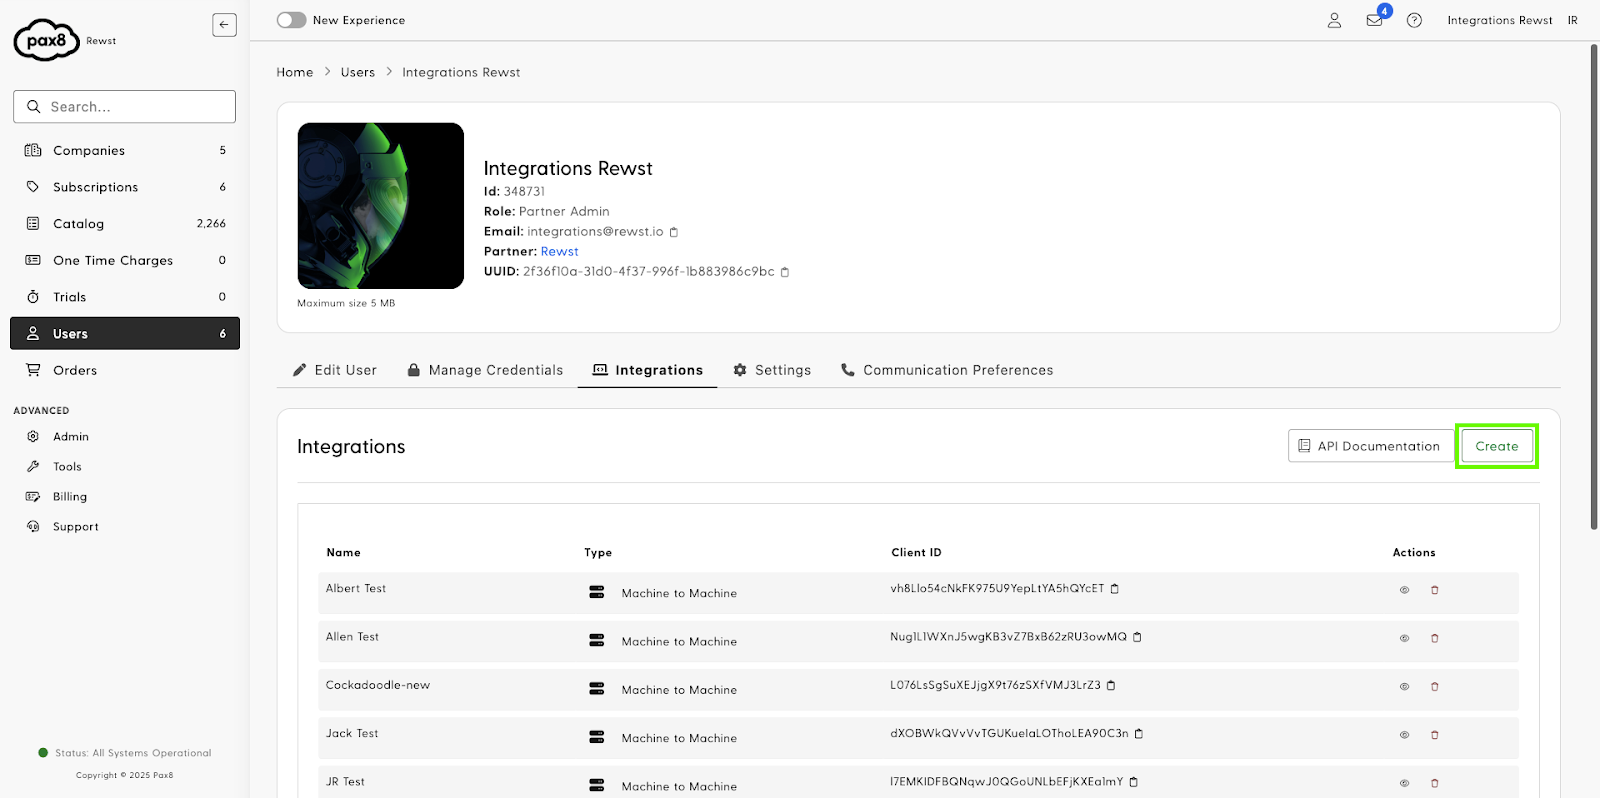 pax8 Rewst
New Experience
4
Integrations Rewst IR
Search...
Companies 5
Subscriptions 6
Catalog 2,266
One Time Charges 0
Trials 0
Users 6
Orders
ADVANCED
Admin
Tools
Billing
Support
Status: All Systems Operational
Copyright © 2025 Pax8
Home > Users > Integrations Rewst
Integrations Rewst
Id: 348731
Role: Partner Admin
Email: integrations@rewst.io
Partner: Rewst
UUID: 2f36f10a-31d0-4f37-996f-1b883986c9bc
Maximum size 5 MB
Edit User Manage Credentials Integrations Settings Communication Preferences
Integrations
API Documentation Create
Name Type Client ID Actions
Albert Test Machine to Machine vh8Llo54cNkFK975U9YepLtYA5hQYcET
Allen Test Machine to Machine Nug1L1WXnJ5wgKB3vZ7BxB62zRU3owMQ
Cockadoodle-new Machine to Machine L076LsSgSuXEJjgX9t76zSXfVMJ3LrZ3
Jack Test Machine to Machine dXOBWkQVvVvTGUKuelaLOThoLEA90C3n
JR Test Machine to Machine l7EMKIDFBQNqwJ0QGoUNLbEFjKXEa1mY